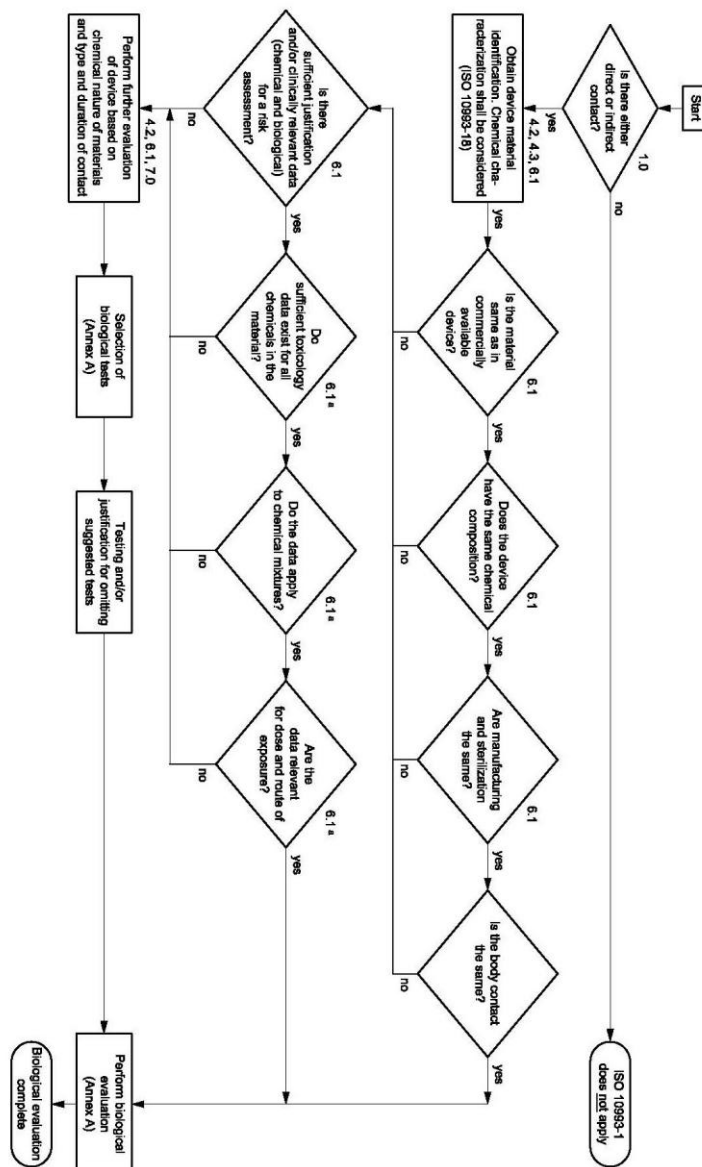 Start
1.0
Is there either
direct or indirect
contact?
no
ISO 10993-1
does not apply
yes
4.2, 4.3, 6.1
Obtain device material
identification. Chemical cha-
racterization shall be considered
(ISO 10993-18)
6.1
Is the material
same as in
commercially
available
device?
yes
no
6.1
Does the device
have the same chemical
composition?
yes
no
6.1
Are manufacturing
and sterilization
the same?
yes
no
Is the body contact
the same?
yes
no
6.1
Is there
sufficient justification
and/or clinically relevant data
(chemical and biological)
for a risk
assessment?
yes
no
6.1 a
Do
sufficient toxicology
data exist for all
chemicals in the
material?
yes
no
6.1 a
Do the data apply
to chemical mixtures?
yes
no
6.1 a
Are the
data relevant
for dose and route of
exposure?
yes
no
4.2, 6.1, 7.0
Perform further evaluation
of device based on
chemical nature of materials
and type and duration of contact
Selection of
biological tests
(Annex A)
Testing and/or
justification for omitting
suggested tests
Perform biological
evaluation
(Annex A)
Biological evaluation
complete